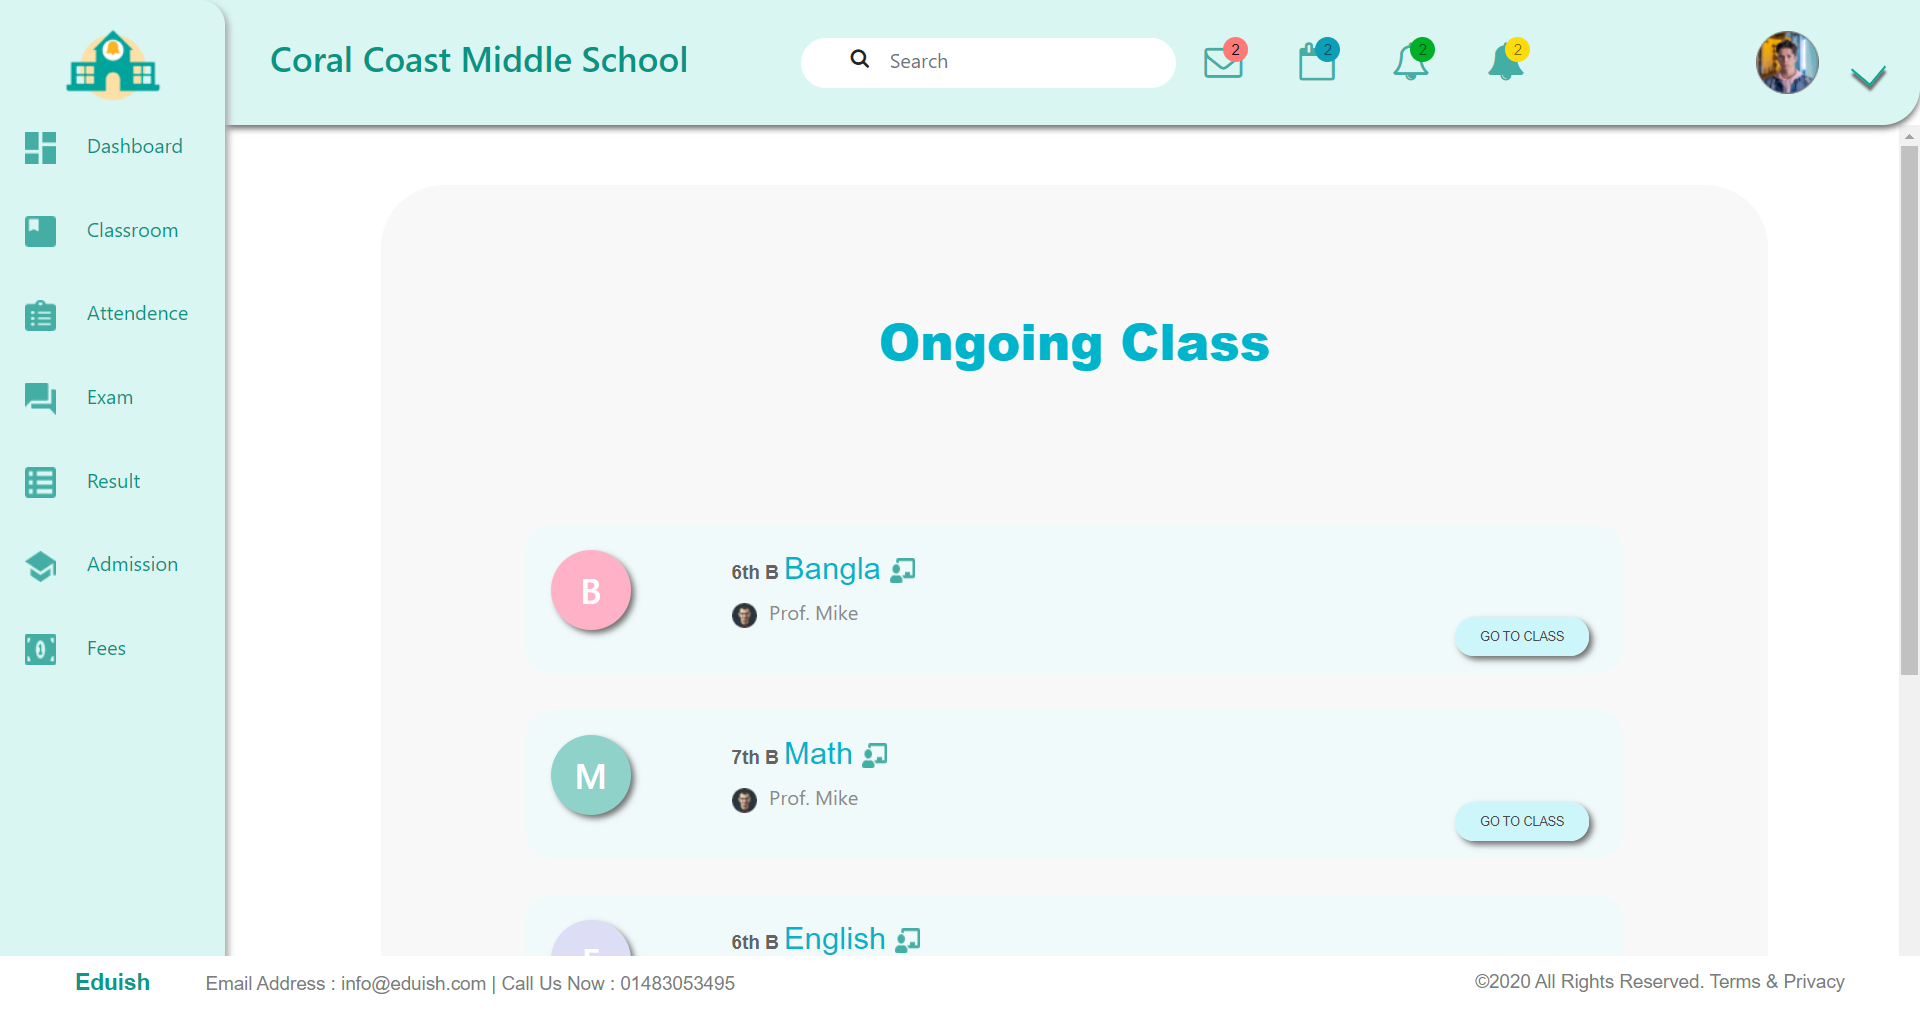 Coral Coast Middle School
Search
2
2
2
2
Dashboard
Classroom
Attendence
Exam
Result
Admission
Fees
Ongoing Class
B
6th B Bangla
Prof. Mike
GO TO CLASS
M
7th B Math
Prof. Mike
GO TO CLASS
E
6th B English
Eduish
Email Address : info@eduish.com | Call Us Now : 01483053495
©2020 All Rights Reserved. Terms & Privacy